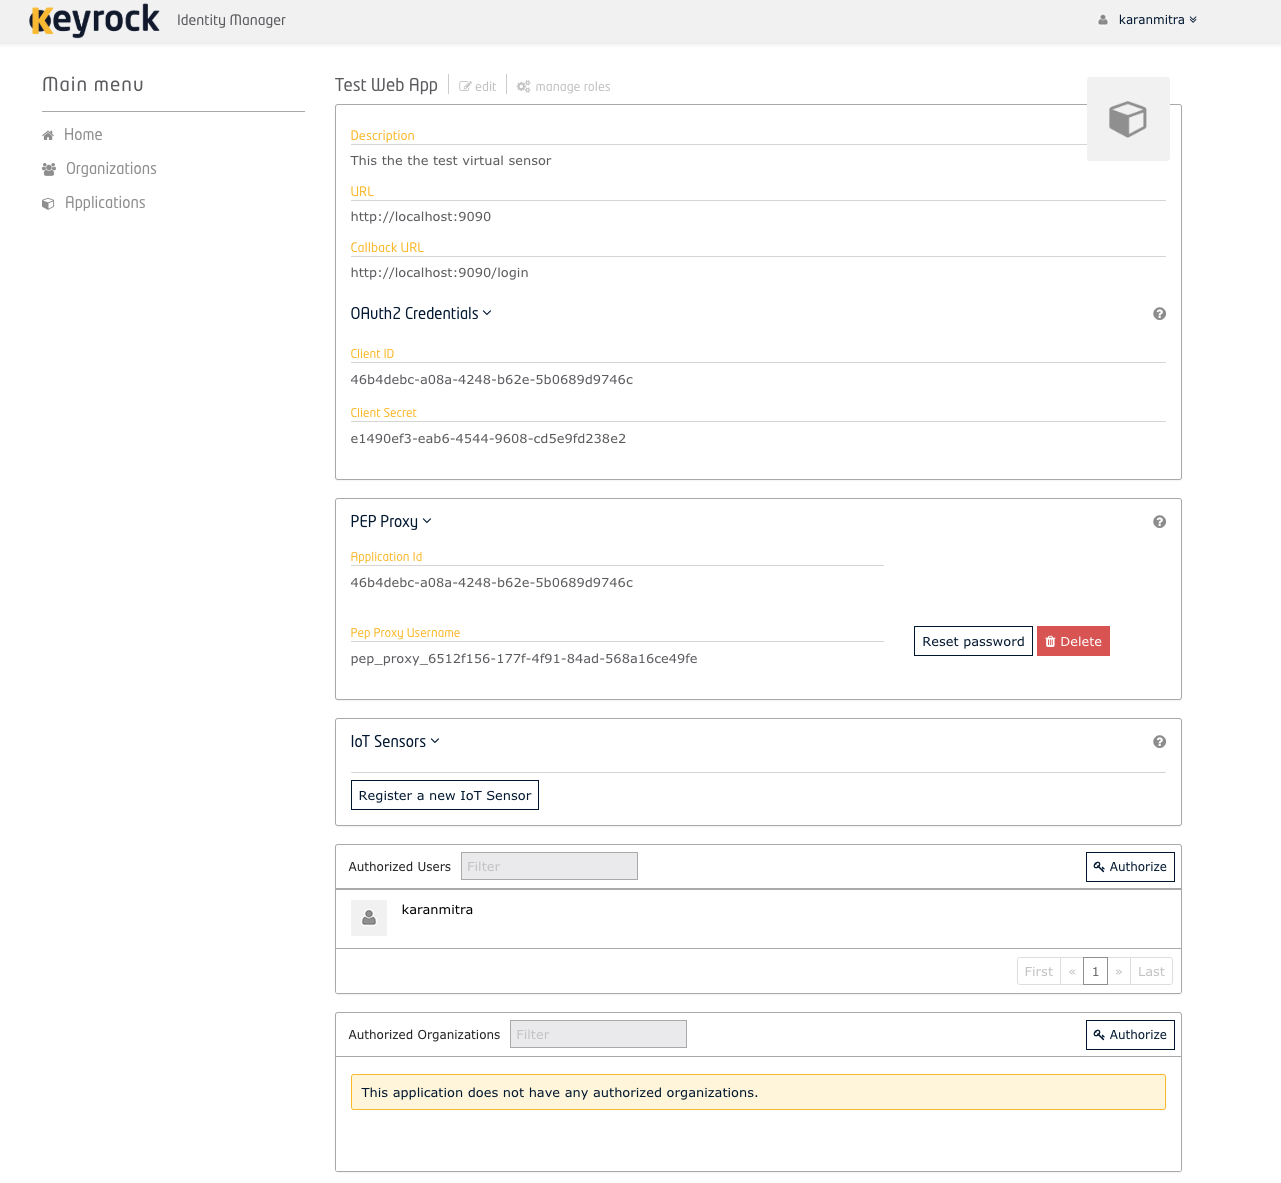 Keyrock Identity Manager karanmitra
Main menu
Home
Organizations
Applications
Test Web App edit manage roles
Description
This the the test virtual sensor
URL
http://localhost:9090
Callback URL
http://localhost:9090/login
OAuth2 Credentials
Client ID
46b4debc-a08a-4248-b62e-5b0689d9746c
Client Secret
e1490ef3-eab6-4544-9608-cd5e9fd238e2
PEP Proxy
Application Id
46b4debc-a08a-4248-b62e-5b0689d9746c
Pep Proxy Username
pep_proxy_6512f156-177f-4f91-84ad-568a16ce49fe
Reset password Delete
IoT Sensors
Register a new IoT Sensor
Authorized Users Filter Authorize
karanmitra
First « 1 » Last
Authorized Organizations Filter Authorize
This application does not have any authorized organizations.